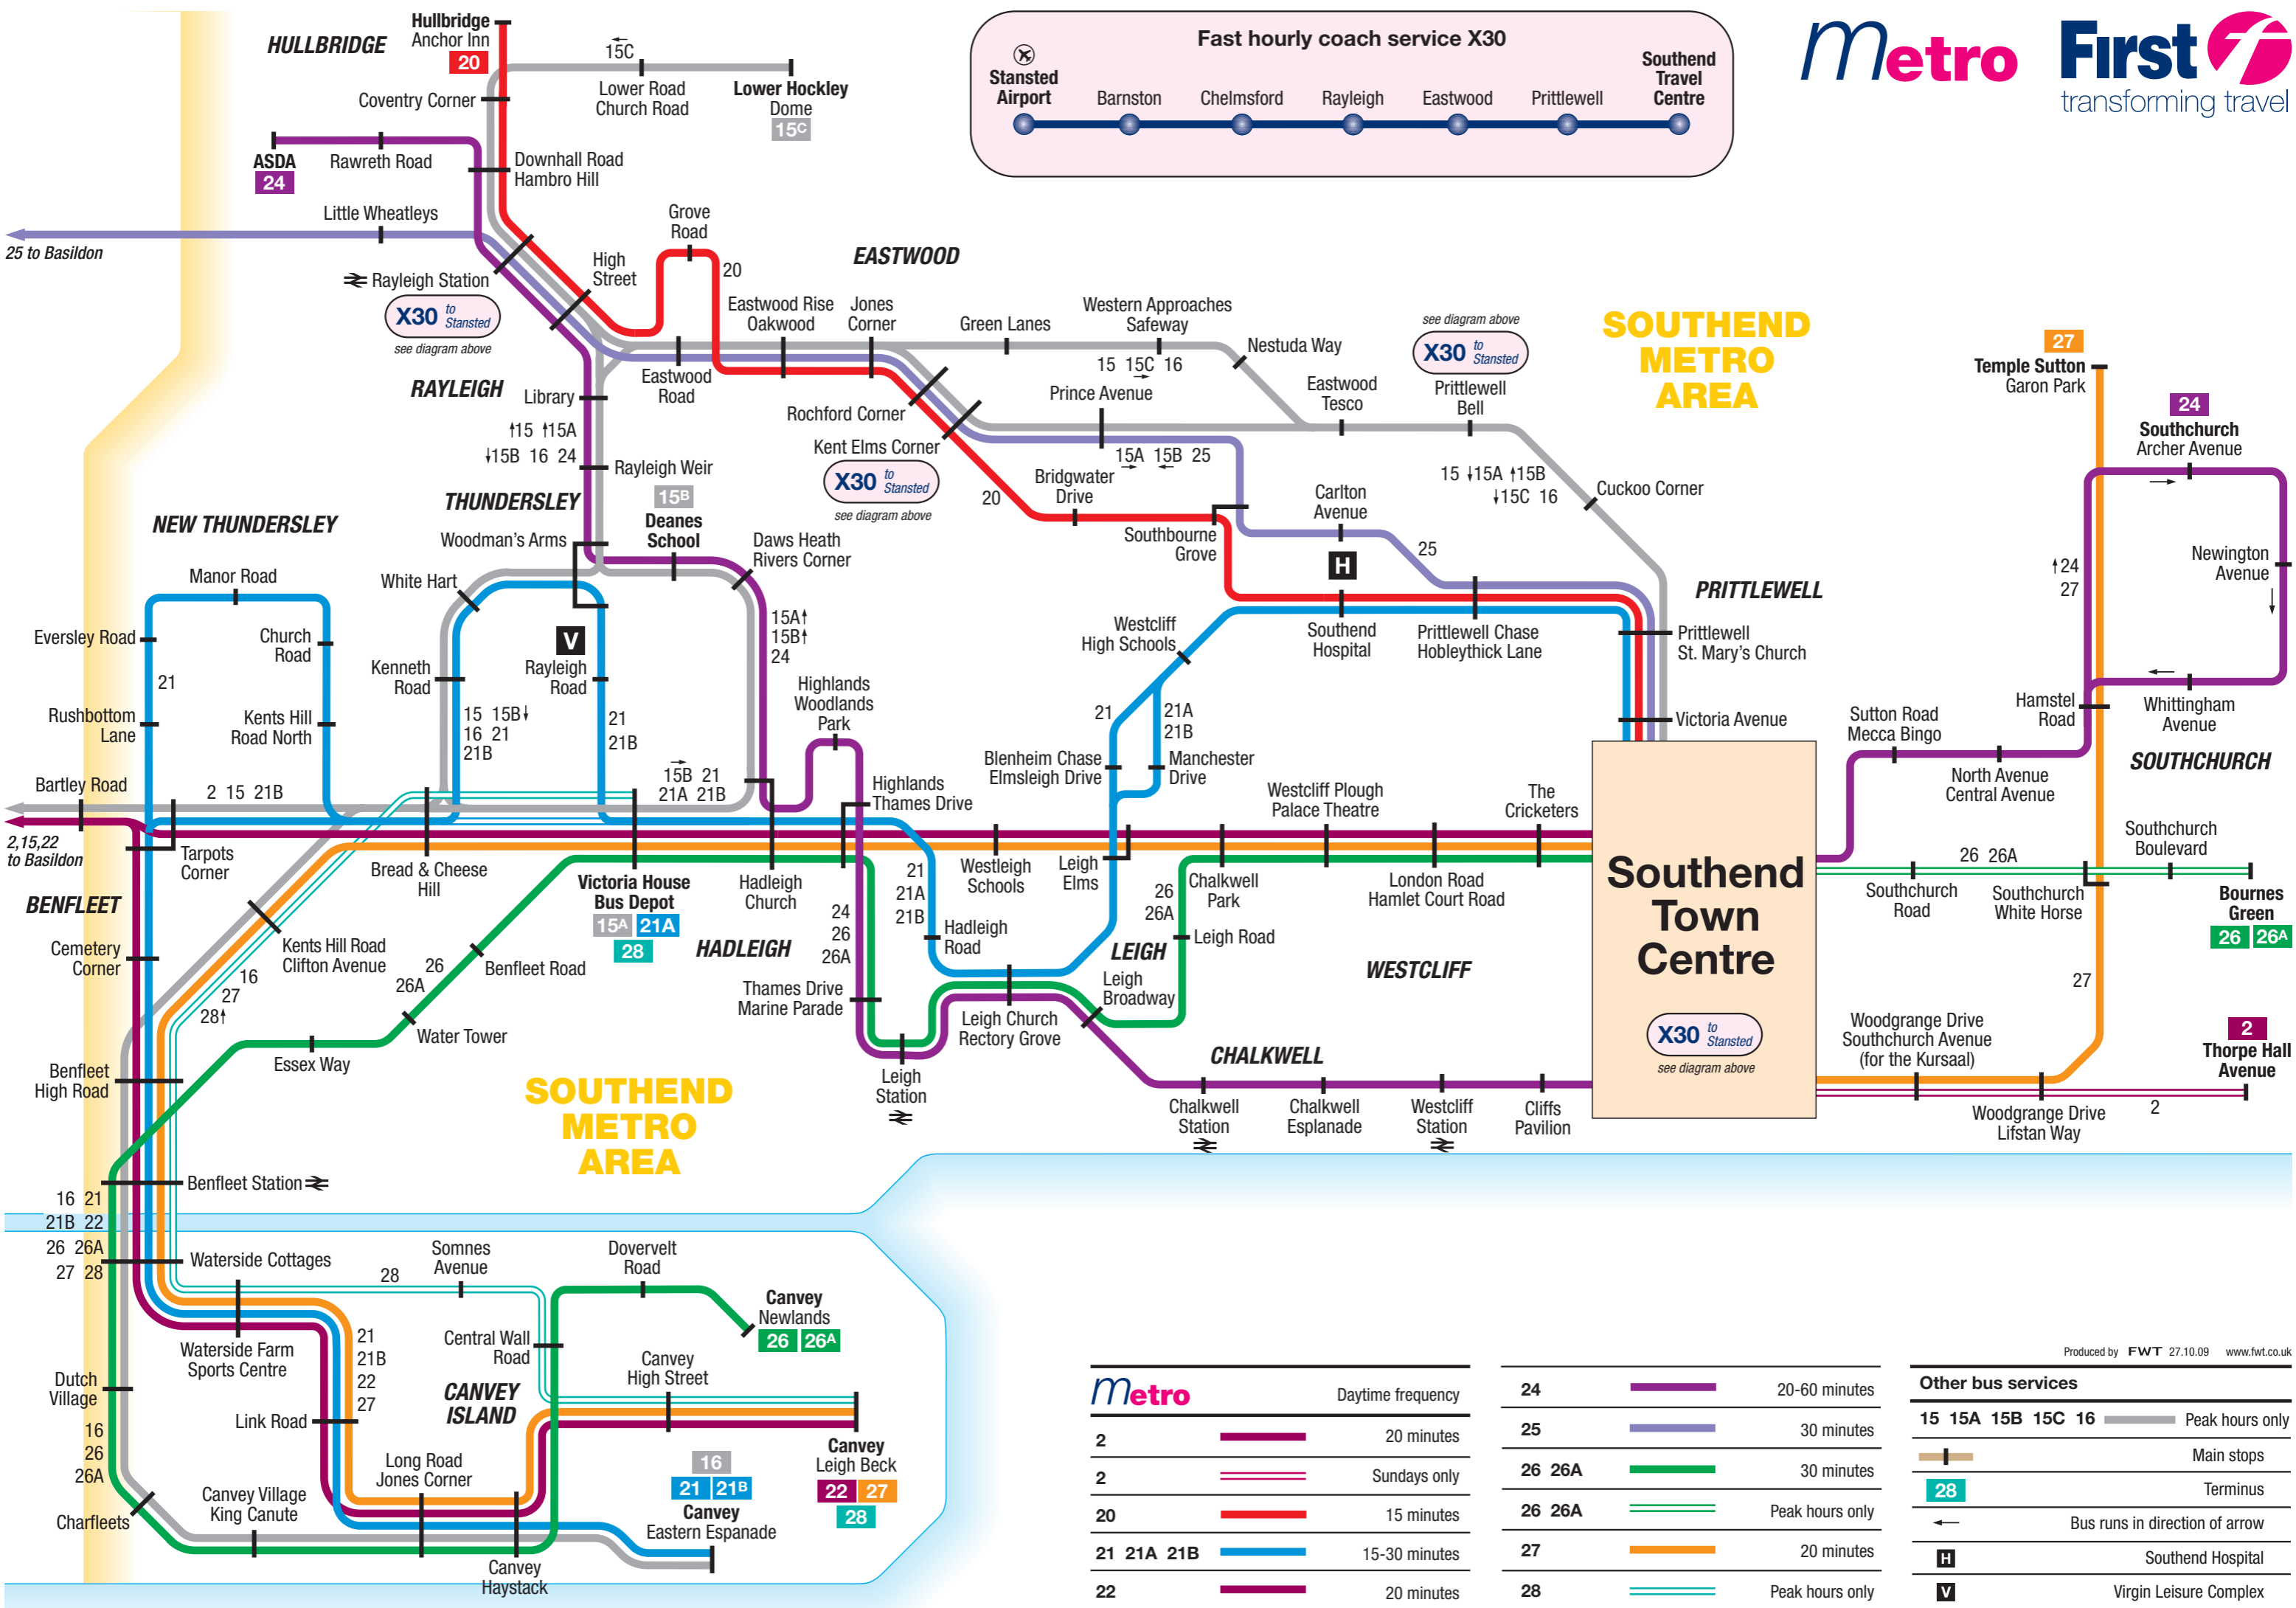 Hullbridge
Anchor Inn
20
HULLBRIDGE
15C
Lower Road
Church Road
Lower Hockley
Dome
15C
Coventry Corner
ASDA
24
Rawreth Road
Downhall Road
Hambro Hill
Little Wheatleys
25 to Basildon
Rayleigh Station
X30 to
Stansted
see diagram above
High
Street
Grove
Road
20
EASTWOOD
Eastwood Rise
Oakwood
Jones
Corner
Green Lanes
Western Approaches
Safeway
Nestuda Way
15 15C 16
Prince Avenue
Eastwood
Tesco
see diagram above
X30 to
Stansted
Prittlewell
Bell
RAYLEIGH
Library
Eastwood
Road
Rochford Corner
Kent Elms Corner
X30 to
Stansted
see diagram above
15A 15B 25
↑15 ↑15A
↓15B 16 24
Rayleigh Weir
15B
Deanes
School
THUNDERSLEY
Woodman's Arms
Daws Heath
Rivers Corner
20
Bridgwater
Drive
Southbourne
Grove
Carlton
Avenue
H
25
15 ↓15A ↑15B
↓15C 16
Cuckoo Corner
Fast hourly coach service X30
Stansted
Airport
Barnston
Chelmsford
Rayleigh
Eastwood
Prittlewell
Southend
Travel
Centre
Metro
First
transforming travel
SOUTHEND
METRO
AREA
27
Temple Sutton
Garon Park
24
Southchurch
Archer Avenue
Newington
Avenue
↑24
27
Whittingham
Avenue
Hamstel
Road
SOUTHCHURCH
Sutton Road
Mecca Bingo
North Avenue
Central Avenue
NEW THUNDERSLEY
Manor Road
Eversley Road
Church
Road
21
Rushbottom
Lane
Kents Hill
Road North
Bartley Road
2 15 21B
2,15,22
to Basildon
Tarpots
Corner
White Hart
Kenneth
Road
V
Rayleigh
Road
15 15B↓
16 21
21B
21
21B
15B 21
21A 21B
15A↑
15B↑
24
Highlands
Woodlands
Park
Highlands
Thames Drive
Bread & Cheese
Hill
Victoria House
Bus Depot
15A 21A
28
Hadleigh
Church
HADLEIGH
21
21A
21B
24
26
26A
Hadleigh
Road
Westcliff
High Schools
Southend
Hospital
Prittlewell Chase
Hobleythick Lane
PRITTLEWELL
Prittlewell
St. Mary's Church
Victoria Avenue
21
21A
21B
Blenheim Chase
Elmsleigh Drive
Manchester
Drive
Westcliff Plough
Palace Theatre
The
Cricketers
Westleigh
Schools
Leigh
Elms
26
26A
Chalkwell
Park
London Road
Hamlet Court Road
LEIGH
Leigh Road
WESTCLIFF
Leigh
Broadway
Thames Drive
Marine Parade
Leigh Church
Rectory Grove
Leigh
Station
CHALKWELL
Chalkwell
Station
Chalkwell
Esplanade
Westcliff
Station
Cliffs
Pavilion
Southend
Town
Centre
X30 to
Stansted
see diagram above
Southchurch
Boulevard
26 26A
Southchurch
Road
Southchurch
White Horse
Bournes
Green
26 26A
27
Woodgrange Drive
Southchurch Avenue
(for the Kursaal)
2
Thorpe Hall
Avenue
Woodgrange Drive
Lifstan Way
2
BENFLEET
Cemetery
Corner
Kents Hill Road
Clifton Avenue
16
27
28↑
26
26A
Benfleet Road
Water Tower
Essex Way
Benfleet
High Road
SOUTHEND
METRO
AREA
Benfleet Station
16 21
21B 22
26 26A
27 28
Waterside Cottages
28
Somnes
Avenue
Dovervelt
Road
Canvey
Newlands
26 26A
Waterside Farm
Sports Centre
21
21B
22
27
Central Wall
Road
Canvey
High Street
CANVEY
ISLAND
Dutch
Village
Link Road
16
26
26A
Canvey
Leigh Beck
22 27
28
Long Road
Jones Corner
16
21 21B
Canvey
Eastern Espanade
Canvey Village
King Canute
Charfleets
Canvey
Haystack
Metro
Daytime frequency
2 20 minutes
2 Sundays only
20 15 minutes
21 21A 21B 15-30 minutes
22 20 minutes
24 20-60 minutes
25 30 minutes
26 26A 30 minutes
26 26A Peak hours only
27 20 minutes
28 Peak hours only
Produced by FWT 27.10.09 www.fwt.co.uk
Other bus services
15 15A 15B 15C 16 Peak hours only
Main stops
28 Terminus
Bus runs in direction of arrow
H Southend Hospital
V Virgin Leisure Complex